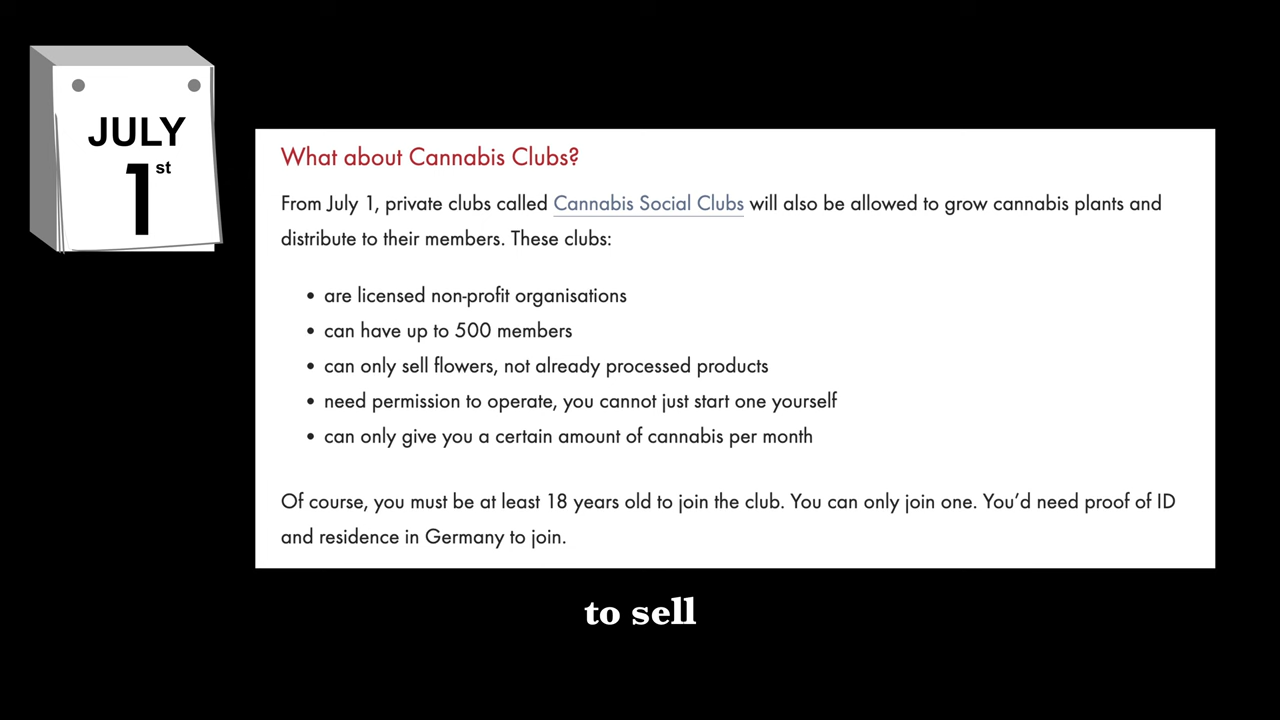 JULY
1st
What about Cannabis Clubs?
From July 1, private clubs called Cannabis Social Clubs will also be allowed to grow cannabis plants and
distribute to their members. These clubs:
• are licensed non-profit organisations
• can have up to 500 members
• can only sell flowers, not already processed products
• need permission to operate, you cannot just start one yourself
• can only give you a certain amount of cannabis per month
Of course, you must be at least 18 years old to join the club. You can only join one. You’d need proof of ID
and residence in Germany to join.
to sell